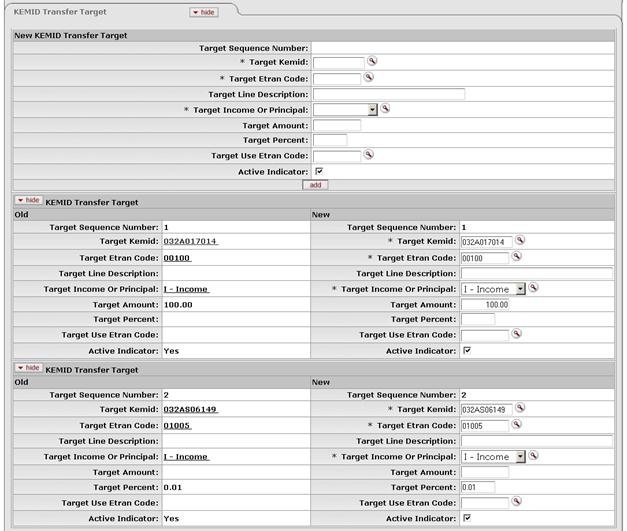 KEMID Transfer Target hide
New KEMID Transfer Target
Target Sequence Number:
* Target Kemid:
* Target Etran Code:
Target Line Description:
* Target Income Or Principal:
Target Amount:
Target Percent:
Target Use Etran Code:
Active Indicator:
add
hide KEMID Transfer Target
Old New
Target Sequence Number: 1 Target Sequence Number: 1
Target Kemid: 032A017014 * Target Kemid: 032A017014
Target Etran Code: 00100 * Target Etran Code: 00100
Target Line Description: Target Line Description:
Target Income Or Principal: I - Income * Target Income Or Principal: I - Income
Target Amount: 100.00 Target Amount: 100.00
Target Percent: Target Percent:
Target Use Etran Code: Target Use Etran Code:
Active Indicator: Yes Active Indicator:
hide KEMID Transfer Target
Old New
Target Sequence Number: 2 Target Sequence Number: 2
Target Kemid: 032AS06149 * Target Kemid: 032AS06149
Target Etran Code: 01005 * Target Etran Code: 01005
Target Line Description: Target Line Description:
Target Income Or Principal: I - Income * Target Income Or Principal: I - Income
Target Amount: Target Amount:
Target Percent: 0.01 Target Percent: 0.01
Target Use Etran Code: Target Use Etran Code:
Active Indicator: Yes Active Indicator: